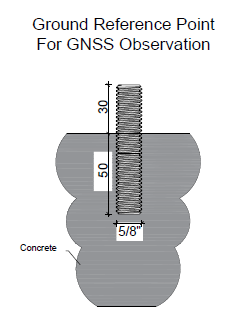 Ground Reference Point
For GNSS Observation
30
50
5/8"
Concrete